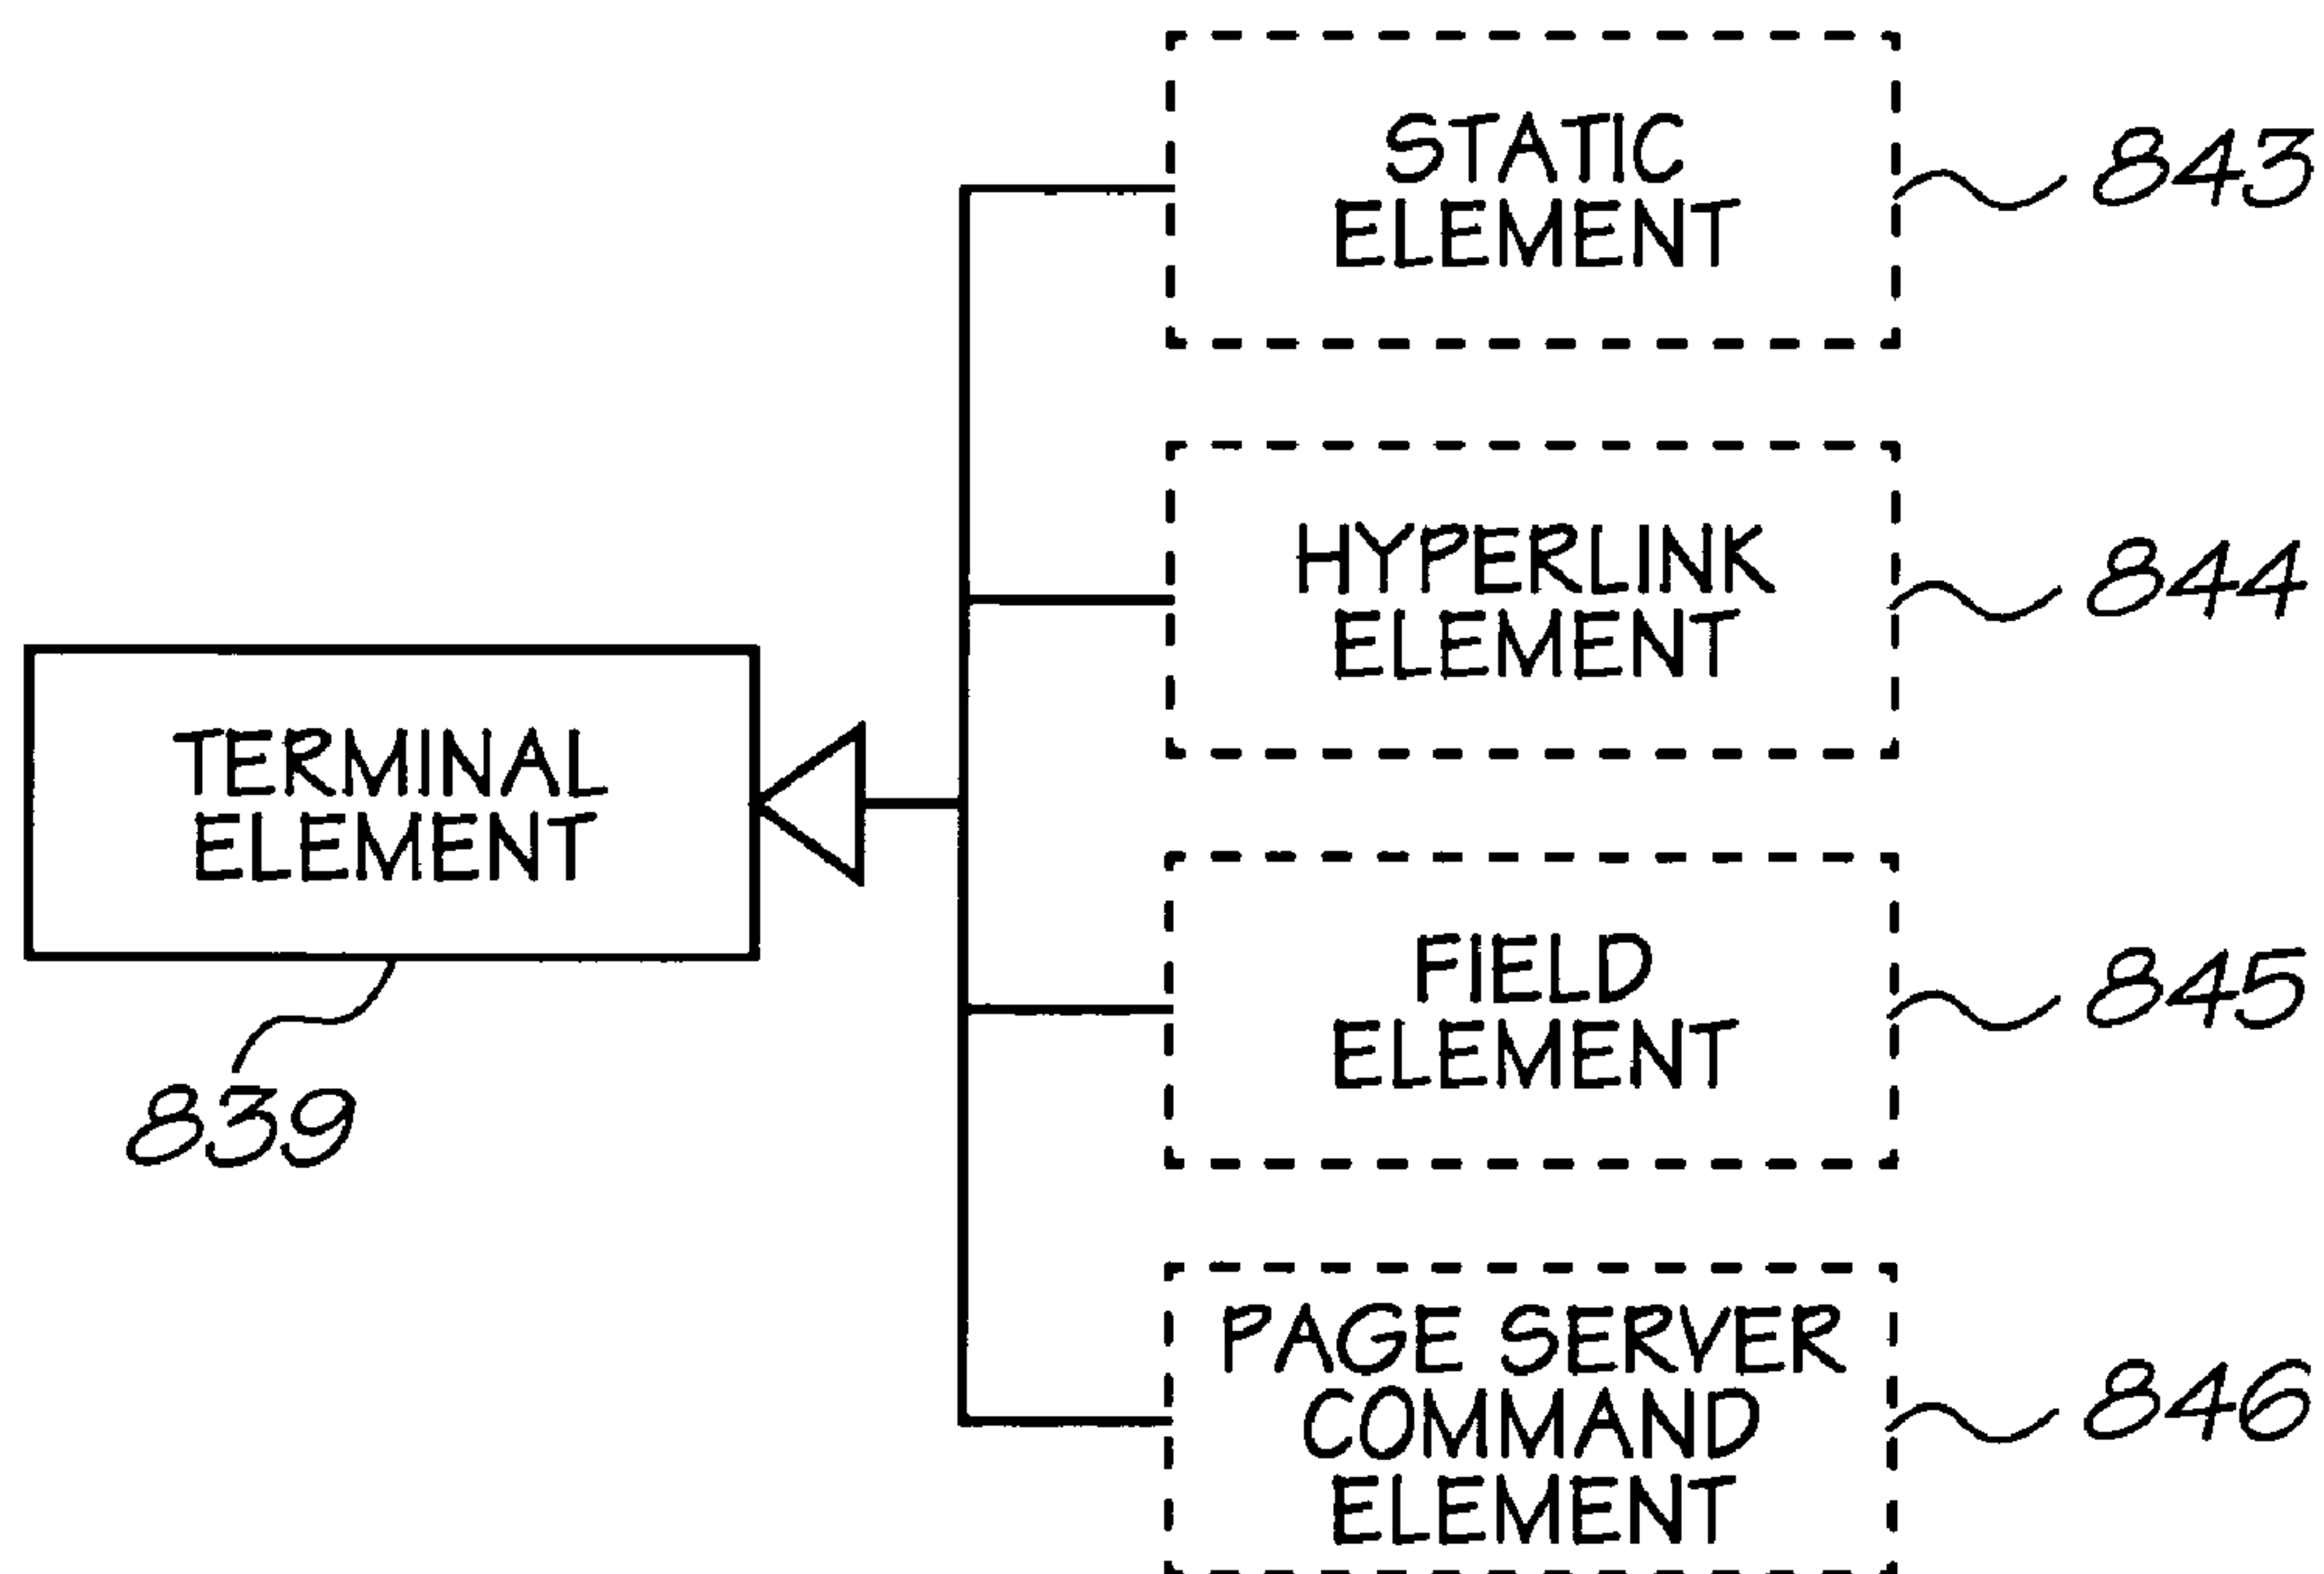 STATIC
ELEMENT
843
HYPERLINK
ELEMENT
844
TERMINAL
ELEMENT
839
FIELD
ELEMENT
845
PAGE SERVER
COMMAND
ELEMENT
846